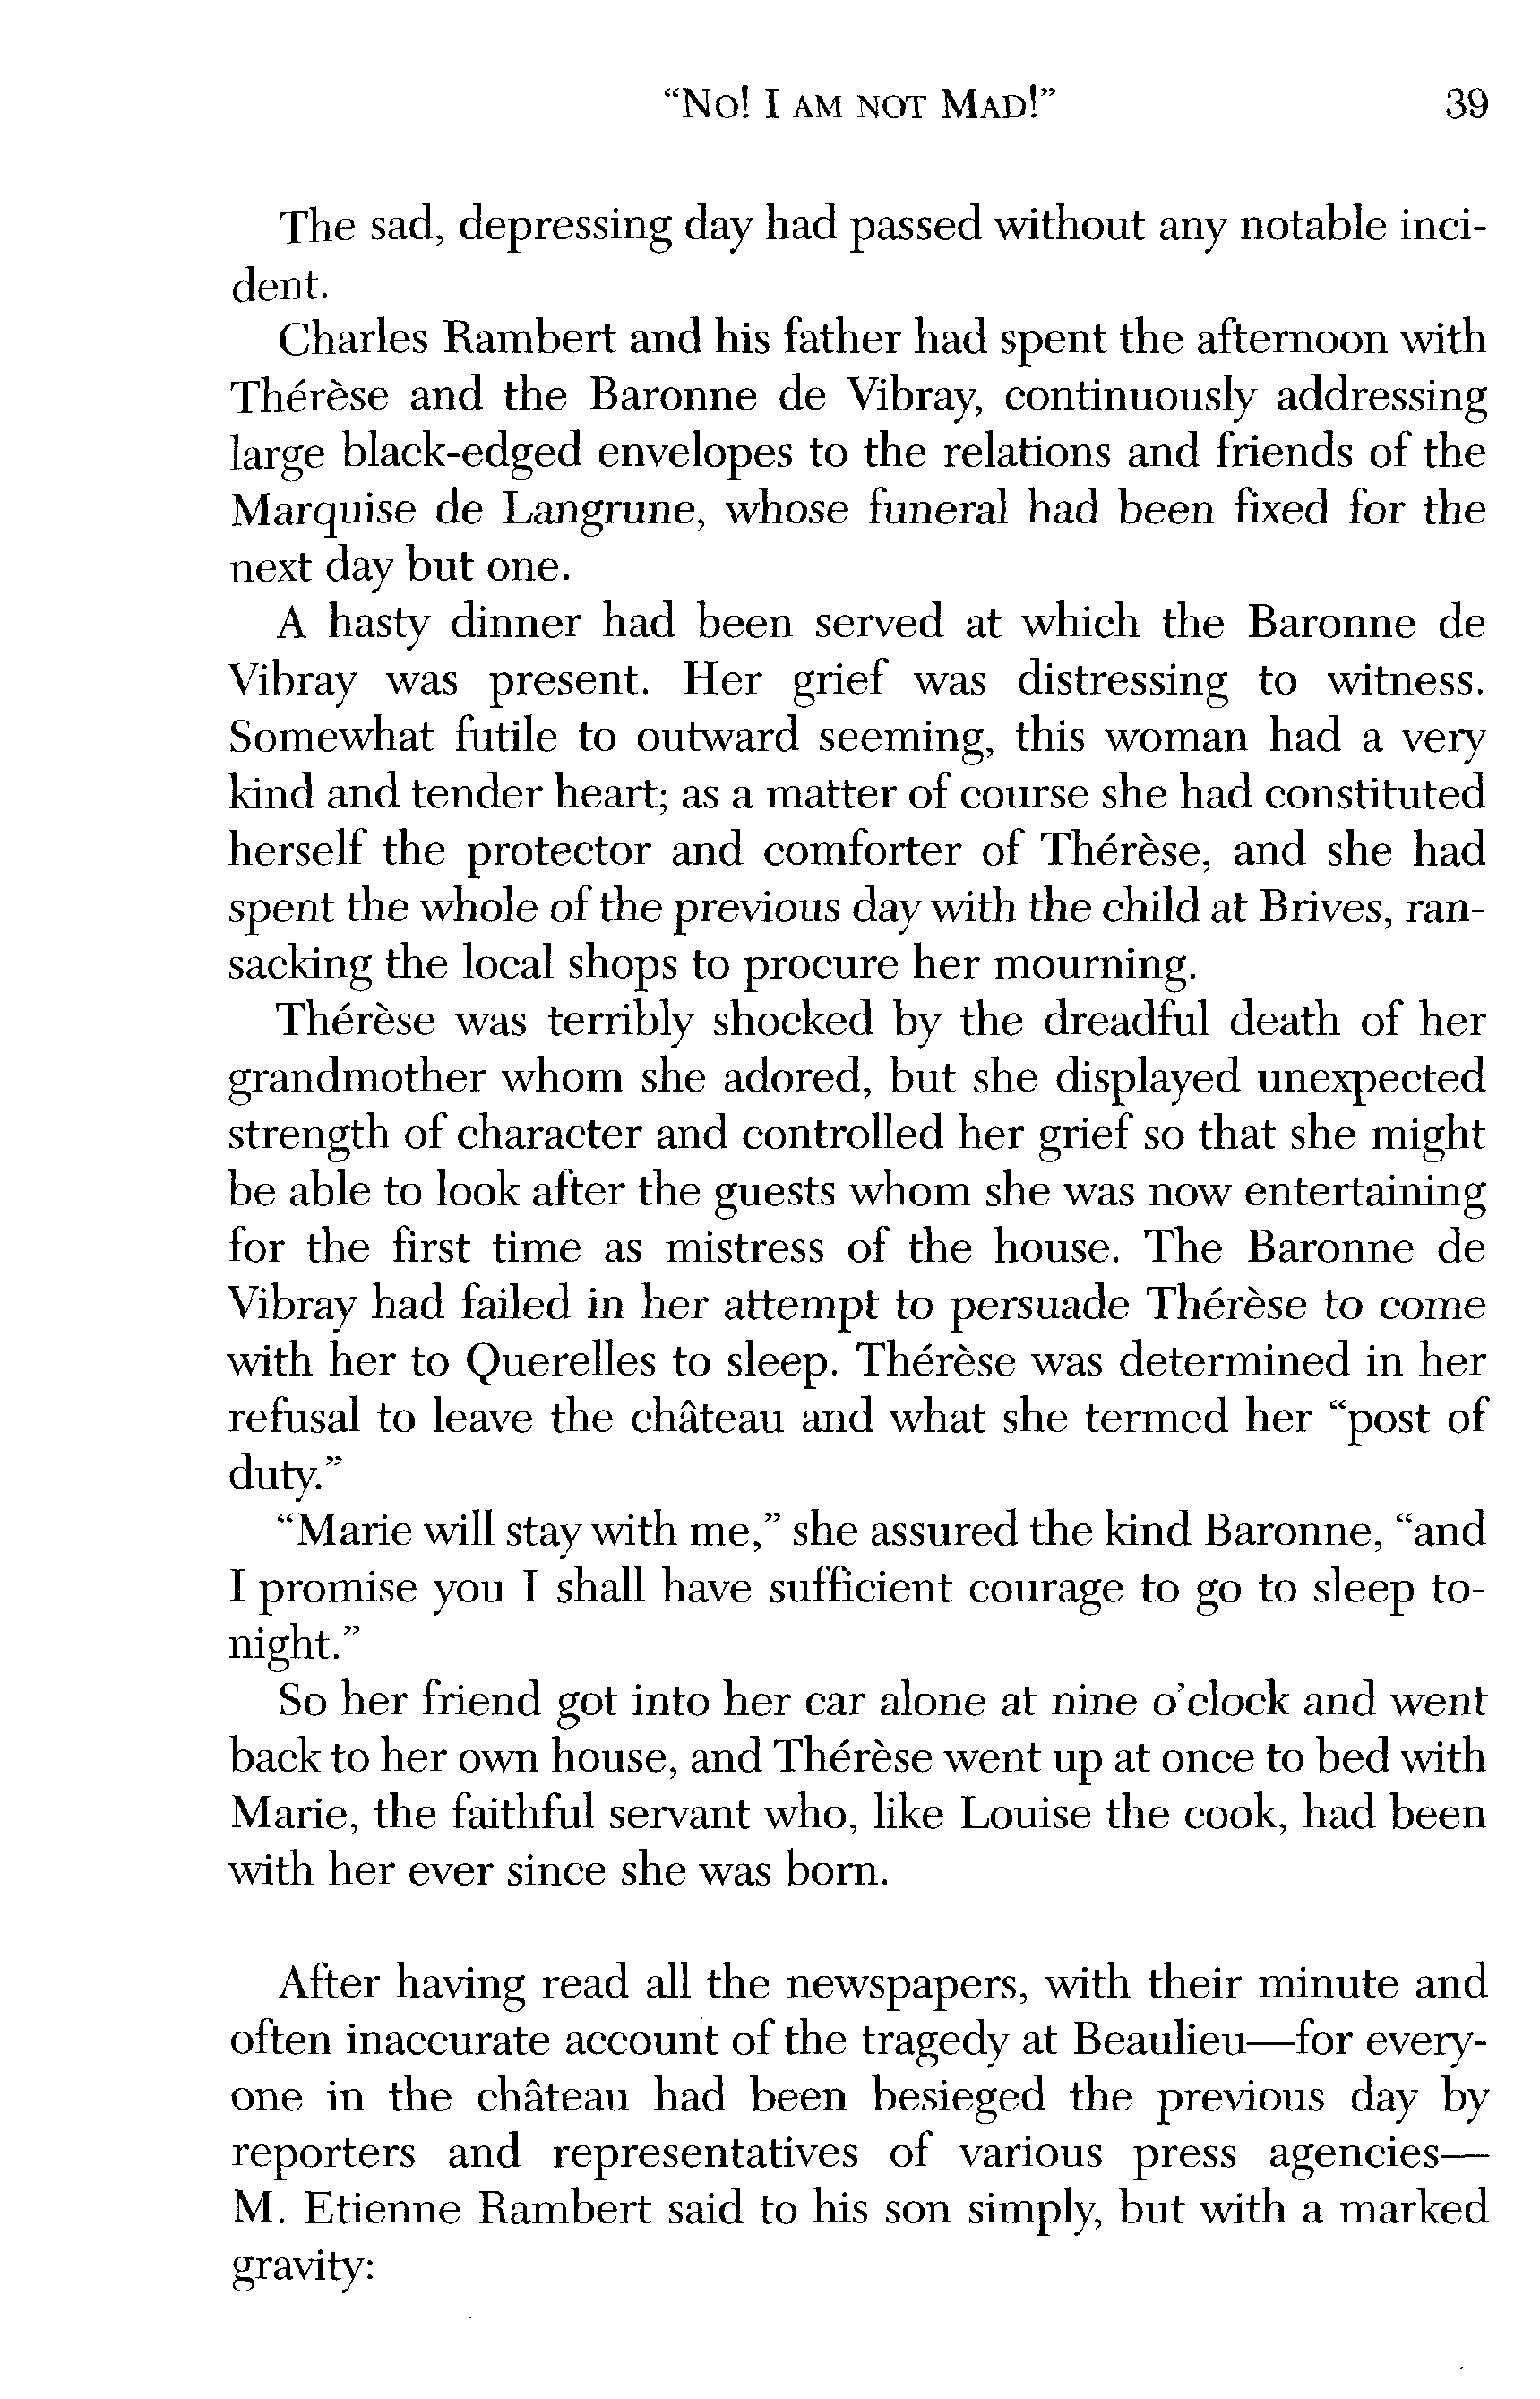 “No! I am not Mad!” 39
The sad, depressing day had passed without any notable inci-
dent.
Charles Rambert and his father had spent the afternoon with
Thérèse and the Baronne de Vibray, continuously addressing
large black-edged envelopes to the relations and friends of the
Marquise de Langrune, whose funeral had been fixed for the
next day but one.
A hasty dinner had been served at which the Baronne de
Vibray was present. Her grief was distressing to witness.
Somewhat futile to outward seeming, this woman had a very
kind and tender heart; as a matter of course she had constituted
herself the protector and comforter of Thérèse, and she had
spent the whole of the previous day with the child at Brives, ran-
sacking the local shops to procure her mourning.
Thérèse was terribly shocked by the dreadful death of her
grandmother whom she adored, but she displayed unexpected
strength of character and controlled her grief so that she might
be able to look after the guests whom she was now entertaining
for the first time as mistress of the house. The Baronne de
Vibray had failed in her attempt to persuade Thérèse to come
with her to Querelles to sleep. Thérèse was determined in her
refusal to leave the château and what she termed her “post of
duty.”
“Marie will stay with me,” she assured the kind Baronne, “and
I promise you I shall have sufficient courage to go to sleep to-
night.”
So her friend got into her car alone at nine o’clock and went
back to her own house, and Thérèse went up at once to bed with
Marie, the faithful servant who, like Louise the cook, had been
with her ever since she was born.
After having read all the newspapers, with their minute and
often inaccurate account of the tragedy at Beaulieu—for every-
one in the château had been besieged the previous day by
reporters and representatives of various press agencies—
M. Etienne Rambert said to his son simply, but with a marked
gravity: